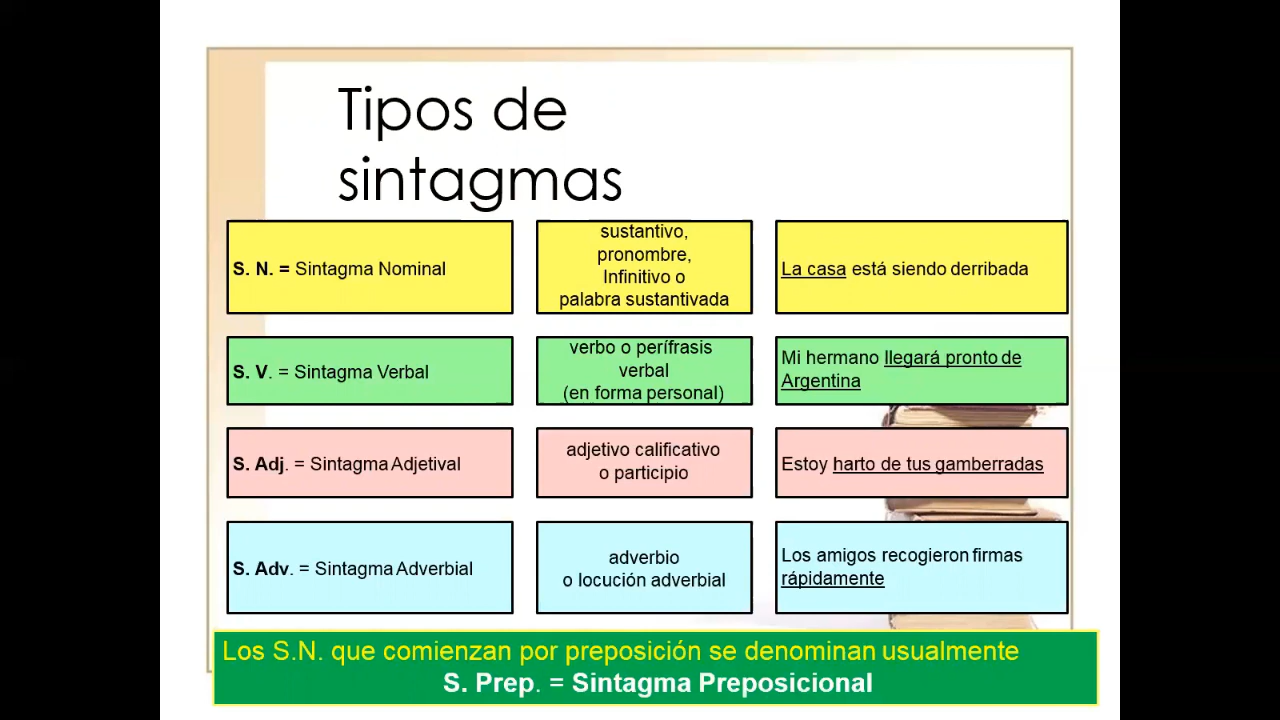 Tipos de
sintagmas
S. N. = Sintagma Nominal
sustantivo,
pronombre,
Infinitivo o
palabra sustantivada
La casa está siendo derribada
S. V. = Sintagma Verbal
verbo o perífrasis
verbal
(en forma personal)
Mi hermano llegará pronto de
Argentina
S. Adj. = Sintagma Adjetival
adjetivo calificativo
o participio
Estoy harto de tus gamberradas
S. Adv. = Sintagma Adverbial
adverbio
o locución adverbial
Los amigos recogieron firmas
rápidamente
Los S.N. que comienzan por preposición se denominan usualmente
S. Prep. = Sintagma Preposicional